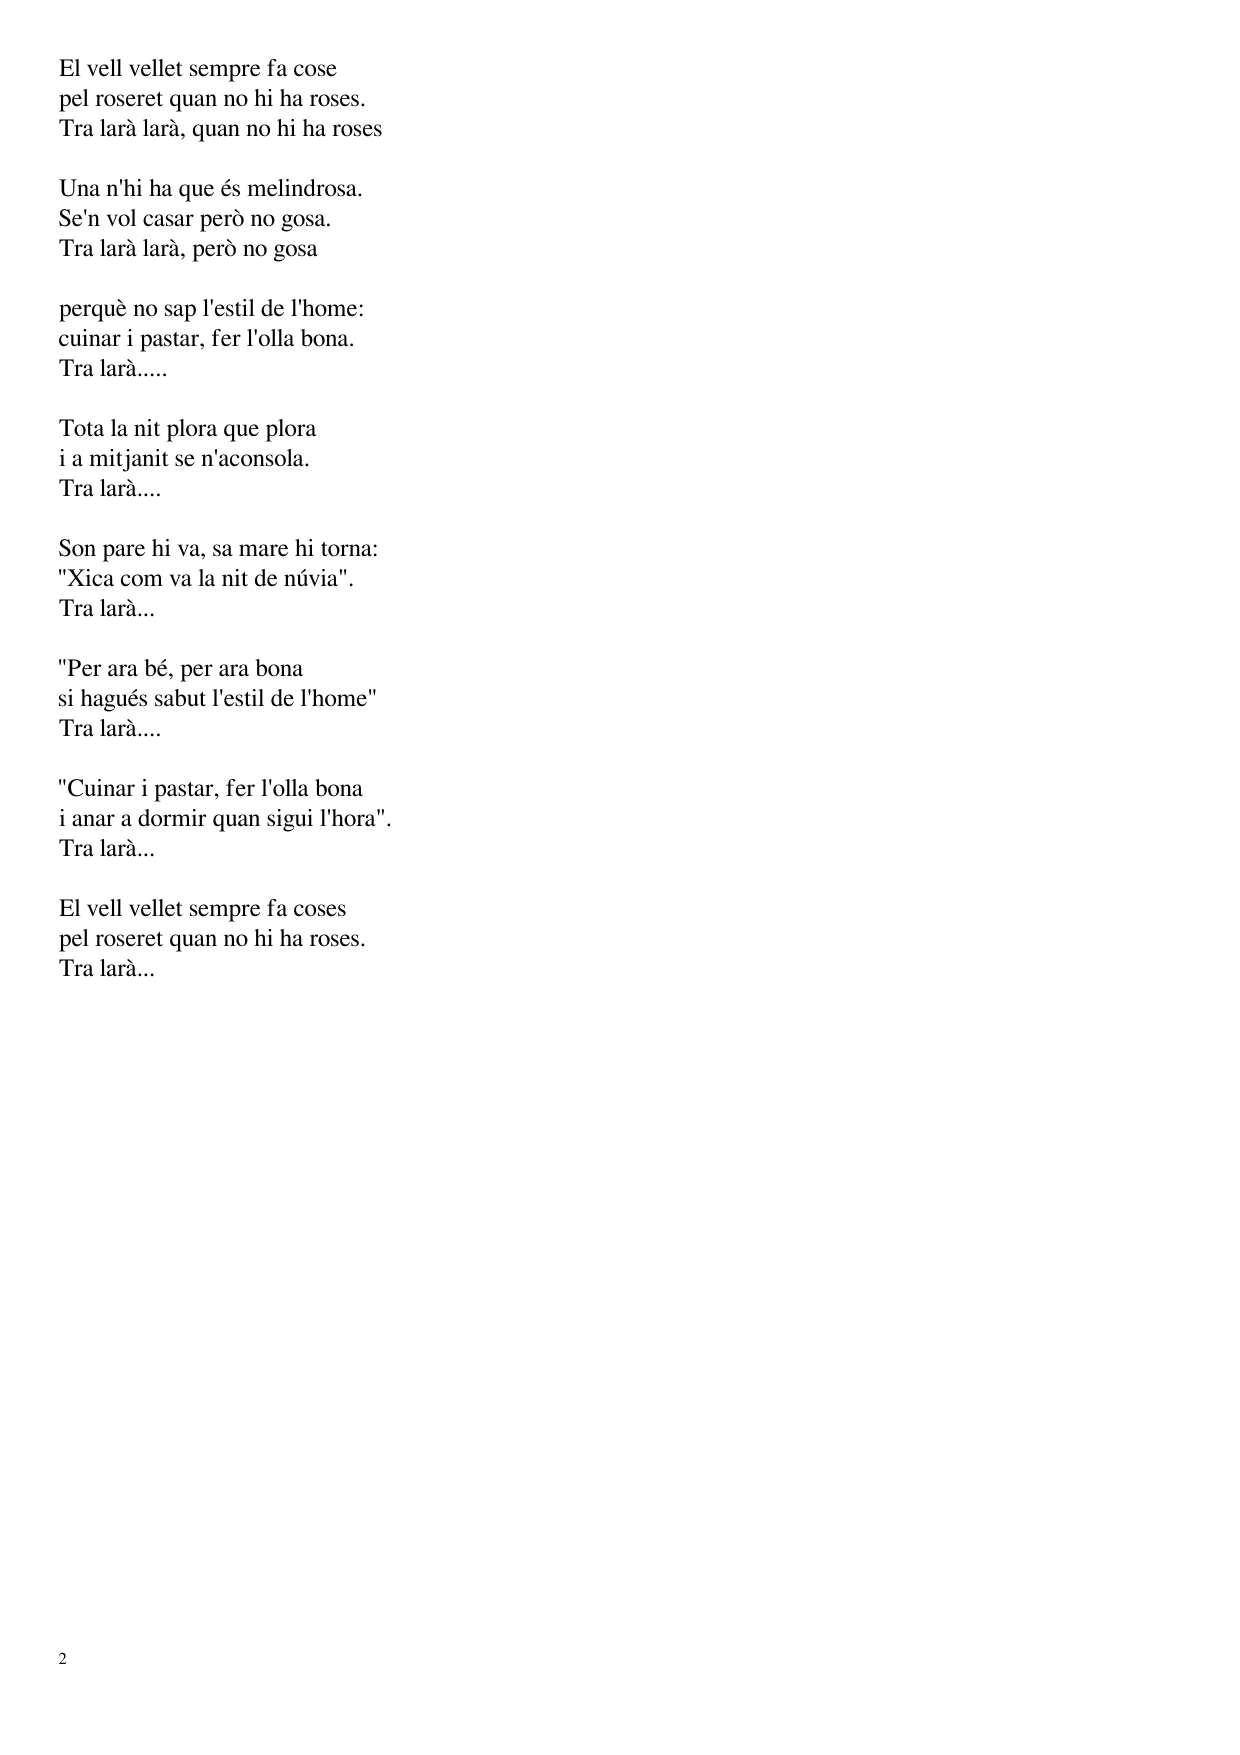 El vell vellet sempre fa cose
pel roseret quan no hi ha roses.
Tra larà larà, quan no hi ha roses

Una n'hi ha que és melindrosa.
Se'n vol casar però no gosa.
Tra larà larà, però no gosa

perquè no sap l'estil de l'home:
cuinar i pastar, fer l'olla bona.
Tra larà.....

Tota la nit plora que plora
i a mitjanit se n'aconsola.
Tra larà....

Son pare hi va, sa mare hi torna:
"Xica com va la nit de núvia".
Tra larà...

"Per ara bé, per ara bona
si hagués sabut l'estil de l'home"
Tra larà....

"Cuinar i pastar, fer l'olla bona
i anar a dormir quan sigui l'hora".
Tra larà...

El vell vellet sempre fa coses
pel roseret quan no hi ha roses.
Tra larà...

2